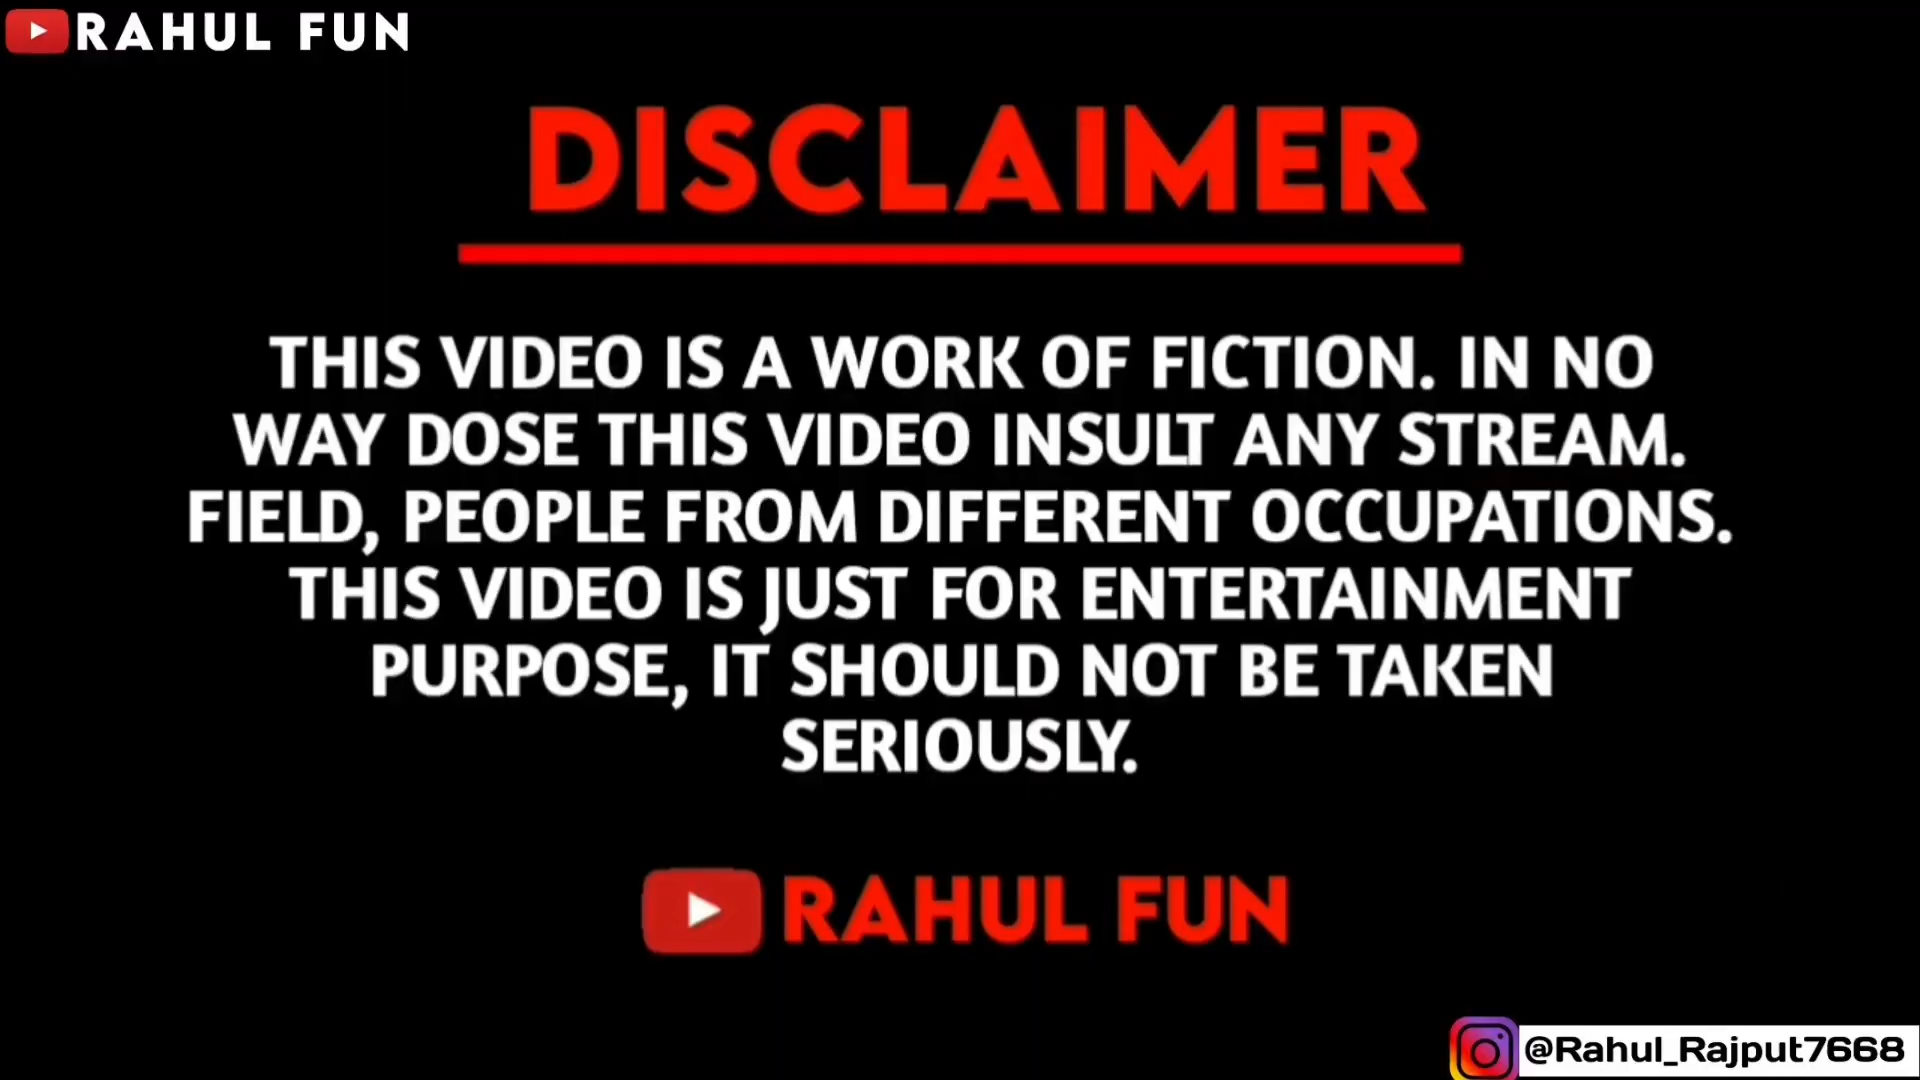 RAHUL FUN
DISCLAIMER
THIS VIDEO IS A WORK OF FICTION. IN NO
WAY DOSE THIS VIDEO INSULT ANY STREAM.
FIELD, PEOPLE FROM DIFFERENT OCCUPATIONS.
THIS VIDEO IS JUST FOR ENTERTAINMENT
PURPOSE, IT SHOULD NOT BE TAKEN
SERIOUSLY.
RAHUL FUN
@Rahul_Rajput7668